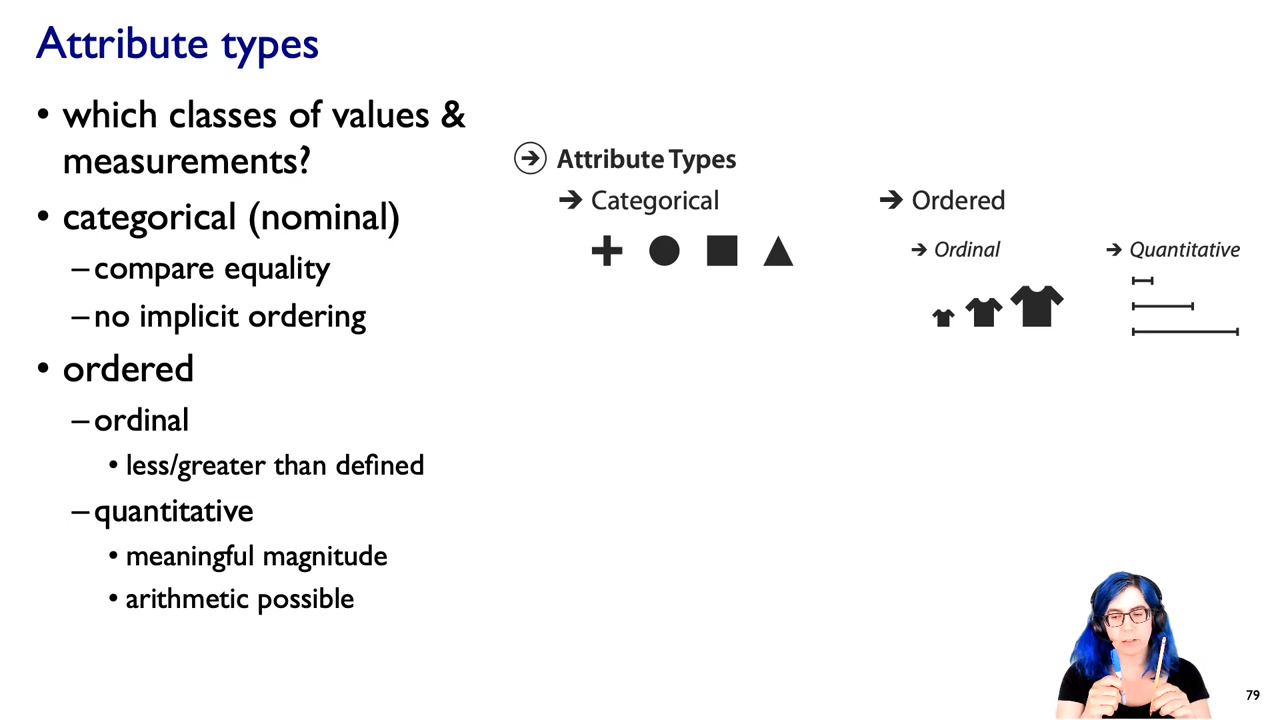 Attribute types
• which classes of values &
measurements?
• categorical (nominal)
– compare equality
– no implicit ordering
• ordered
– ordinal
• less/greater than defined
– quantitative
• meaningful magnitude
• arithmetic possible
Attribute Types
Categorical
Ordered
Ordinal
Quantitative
79